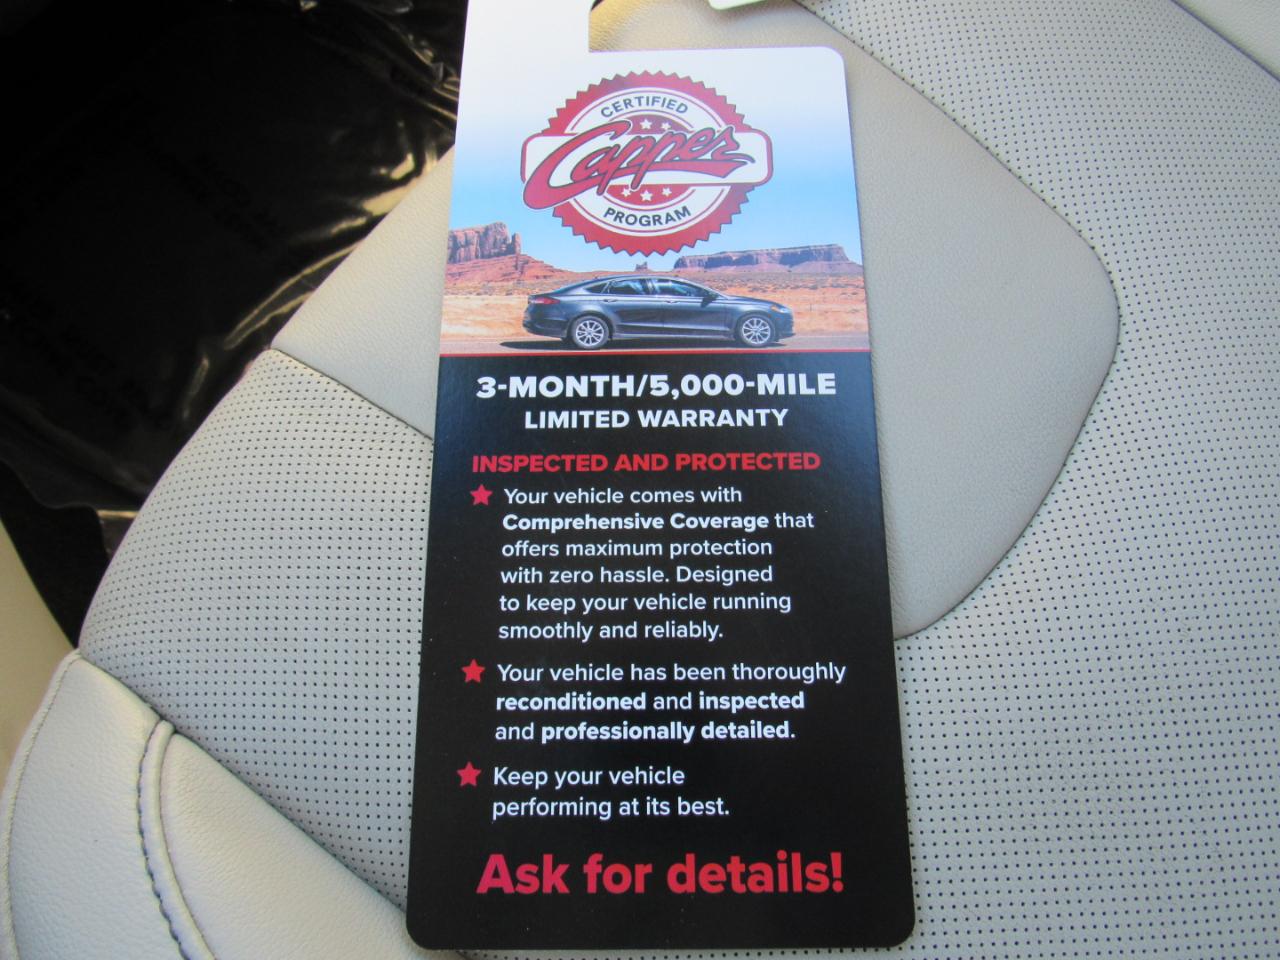 CERTIFIED
Capper
PROGRAM
3-MONTH/5,000-MILE
LIMITED WARRANTY
INSPECTED AND PROTECTED
Your vehicle comes with
Comprehensive Coverage that
offers maximum protection
with zero hassle. Designed
to keep your vehicle running
smoothly and reliably.
Your vehicle has been thoroughly
reconditioned and inspected
and professionally detailed.
Keep your vehicle
performing at its best.
Ask for details!